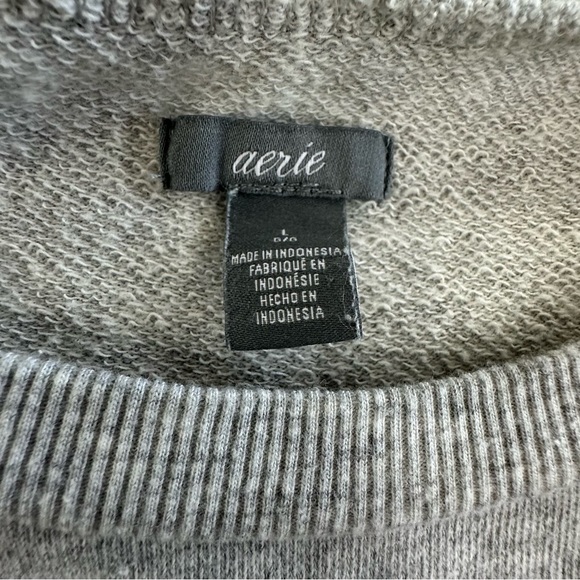 aerie
L
MADE IN INDONESIA
FABRIQUÉ EN
INDONÉSIE
HECHO EN
INDONESIA